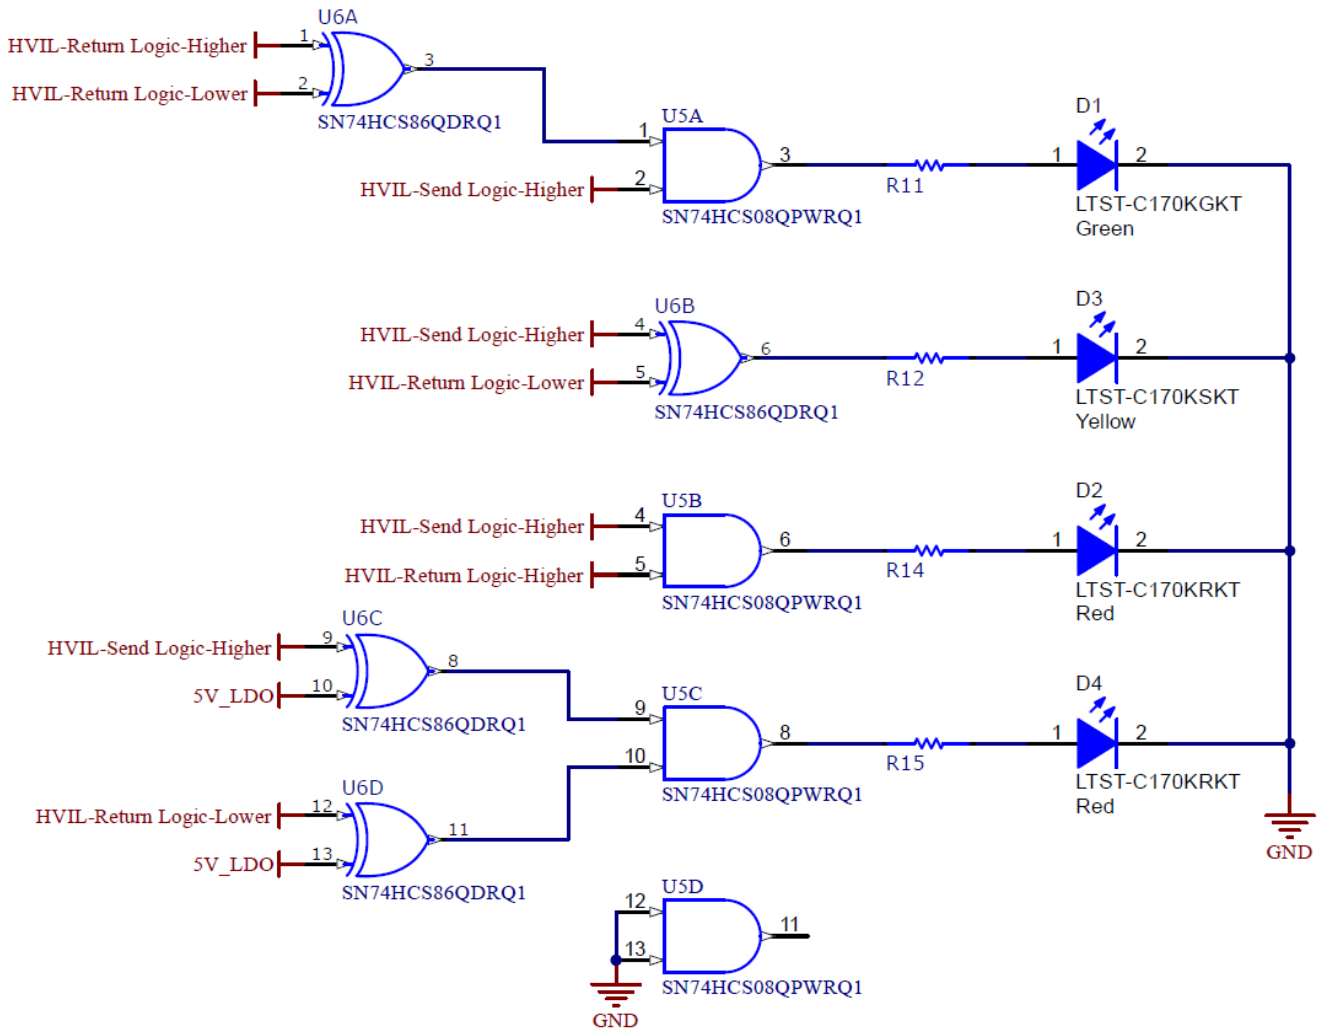 U6A
HVIL-Return Logic-Higher 1
3
HVIL-Return Logic-Lower 2
SN74HCS86QDRQ1
U5A
1
3
HVIL-Send Logic-Higher 2
SN74HCS08QPWRQ1
R11
D1
1 2
LTST-C170KGKT
Green
U6B
HVIL-Send Logic-Higher 4
6
HVIL-Return Logic-Lower 5
SN74HCS86QDRQ1
R12
D3
1 2
LTST-C170KSKT
Yellow
U5B
HVIL-Send Logic-Higher 4
6
HVIL-Return Logic-Higher 5
SN74HCS08QPWRQ1
R14
D2
1 2
LTST-C170KRKT
Red
U6C
HVIL-Send Logic-Higher 9
8
5V_LDO 10
SN74HCS86QDRQ1
U6D
HVIL-Return Logic-Lower 12
11
5V_LDO 13
SN74HCS86QDRQ1
U5C
9
8
10
SN74HCS08QPWRQ1
R15
D4
1 2
LTST-C170KRKT
Red
GND
U5D
12
11
13
SN74HCS08QPWRQ1
GND